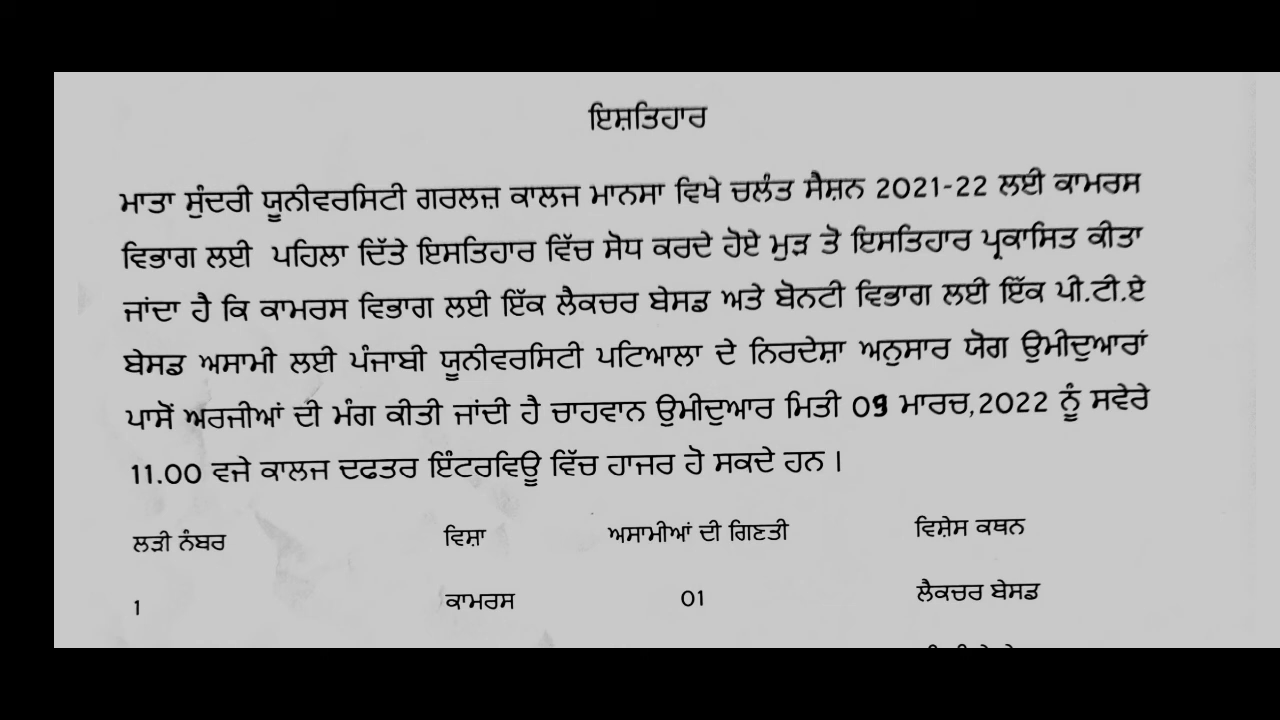 ਇਸ਼ਤਿਹਾਰ
ਮਾਤਾ ਸੁੰਦਰੀ ਯੂਨੀਵਰਸਿਟੀ ਗਰਲਜ਼ ਕਾਲਜ ਮਾਨਸਾ ਵਿਖੇ ਚਲੰਤ ਸੈਸ਼ਨ 2021-22 ਲਈ ਕਾਮਰਸ
ਵਿਭਾਗ ਲਈ ਪਹਿਲਾ ਦਿੱਤੇ ਇਸਤਿਹਾਰ ਵਿੱਚ ਸੋਧ ਕਰਦੇ ਹੋਏ ਮੁੜ ਤੋ ਇਸਤਿਹਾਰ ਪ੍ਰਕਾਸਿਤ ਕੀਤਾ
ਜਾਂਦਾ ਹੈ ਕਿ ਕਾਮਰਸ ਵਿਭਾਗ ਲਈ ਇੱਕ ਲੈਕਚਰ ਬੇਸਡ ਅਤੇ ਬੋਨਟੀ ਵਿਭਾਗ ਲਈ ਇੱਕ ਪੀ.ਟੀ.ਏ
ਬੇਸਡ ਅਸਾਮੀ ਲਈ ਪੰਜਾਬੀ ਯੂਨੀਵਰਸਿਟੀ ਪਟਿਆਲਾ ਦੇ ਨਿਰਦੇਸ਼ਾ ਅਨੁਸਾਰ ਯੋਗ ਉਮੀਦੁਆਰਾਂ
ਪਾਸੋਂ ਅਰਜੀਆਂ ਦੀ ਮੰਗ ਕੀਤੀ ਜਾਂਦੀ ਹੈ ਚਾਹਵਾਨ ਉਮੀਦੁਆਰ ਮਿਤੀ 09 ਮਾਰਚ,2022 ਨੂੰ ਸਵੇਰੇ
11.00 ਵਜੇ ਕਾਲਜ ਦਫਤਰ ਇੰਟਰਵਿਊ ਵਿੱਚ ਹਾਜਰ ਹੋ ਸਕਦੇ ਹਨ ।
ਲੜੀ ਨੰਬਰ ਵਿਸ਼ਾ ਅਸਾਮੀਆਂ ਦੀ ਗਿਣਤੀ ਵਿਸ਼ੇਸ ਕਥਨ
1 ਕਾਮਰਸ 01 ਲੈਕਚਰ ਬੇਸਡ